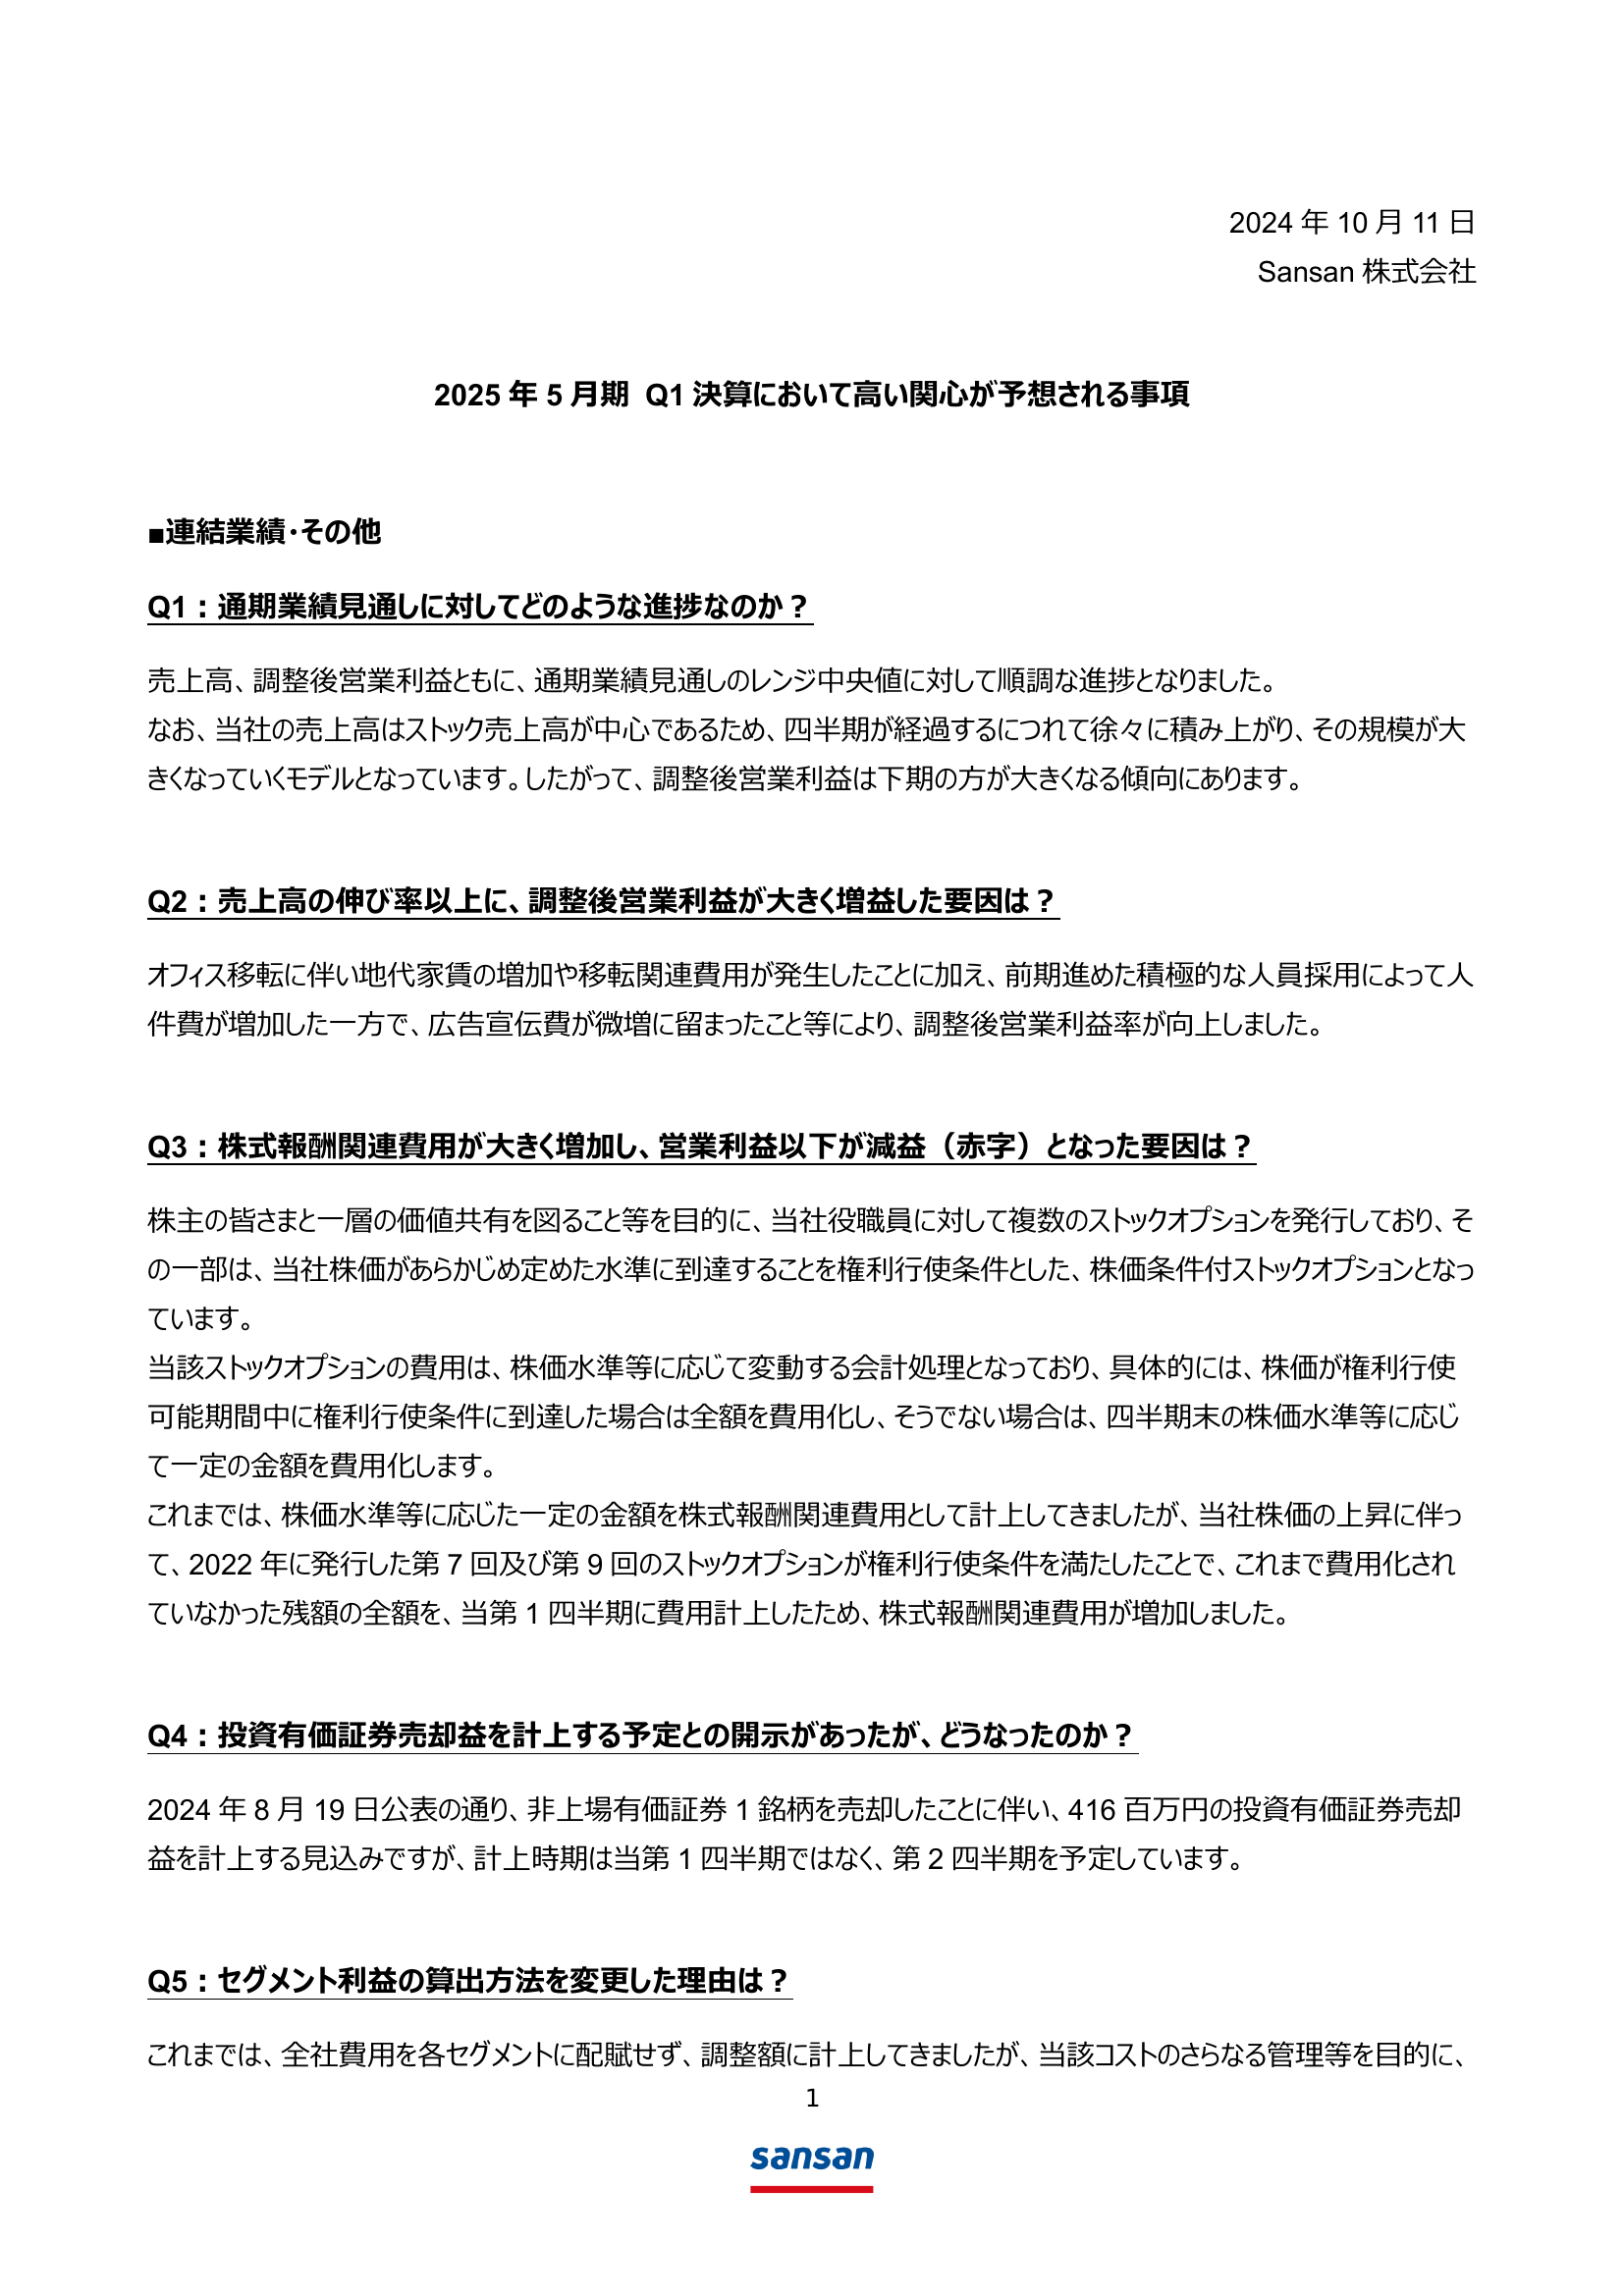 2024 年 10 月 11 日
Sansan 株式会社
2025 年 5 月期 Q1 決算において高い関心が予想される事項
■連結業績・その他
Q1：通期業績見通しに対してどのような進捗なのか？
売上高、調整後営業利益ともに、通期業績見通しのレンジ中央値に対して順調な進捗となりました。
なお、当社の売上高はストック売上高が中心であるため、四半期が経過するにつれて徐々に積み上がり、その規模が大
きくなっていくモデルとなっています。したがって、調整後営業利益は下期の方が大きくなる傾向にあります。
Q2：売上高の伸び率以上に、調整後営業利益が大きく増益した要因は？
オフィス移転に伴い地代家賃の増加や移転関連費用が発生したことに加え、前期進めた積極的な人員採用によって人
件費が増加した一方で、広告宣伝費が微増に留まったこと等により、調整後営業利益率が向上しました。
Q3：株式報酬関連費用が大きく増加し、営業利益以下が減益（赤字）となった要因は？
株主の皆さまと一層の価値共有を図ること等を目的に、当社役職員に対して複数のストックオプションを発行しており、そ
の一部は、当社株価があらかじめ定めた水準に到達することを権利行使条件とした、株価条件付ストックオプションとなっ
ています。
当該ストックオプションの費用は、株価水準等に応じて変動する会計処理となっており、具体的には、株価が権利行使
可能期間中に権利行使条件に到達した場合は全額を費用化し、そうでない場合は、四半期末の株価水準等に応じ
て一定の金額を費用化します。
これまでは、株価水準等に応じた一定の金額を株式報酬関連費用として計上してきましたが、当社株価の上昇に伴っ
て、2022 年に発行した第 7 回及び第 9 回のストックオプションが権利行使条件を満たしたことで、これまで費用化され
ていなかった残額の全額を、当第 1 四半期に費用計上したため、株式報酬関連費用が増加しました。
Q4：投資有価証券売却益を計上する予定との開示があったが、どうなったのか？
2024 年 8 月 19 日公表の通り、非上場有価証券 1 銘柄を売却したことに伴い、416 百万円の投資有価証券売却
益を計上する見込みですが、計上時期は当第 1 四半期ではなく、第 2 四半期を予定しています。
Q5：セグメント利益の算出方法を変更した理由は？
これまでは、全社費用を各セグメントに配賦せず、調整額に計上してきましたが、当該コストのさらなる管理等を目的に、
1
sansan